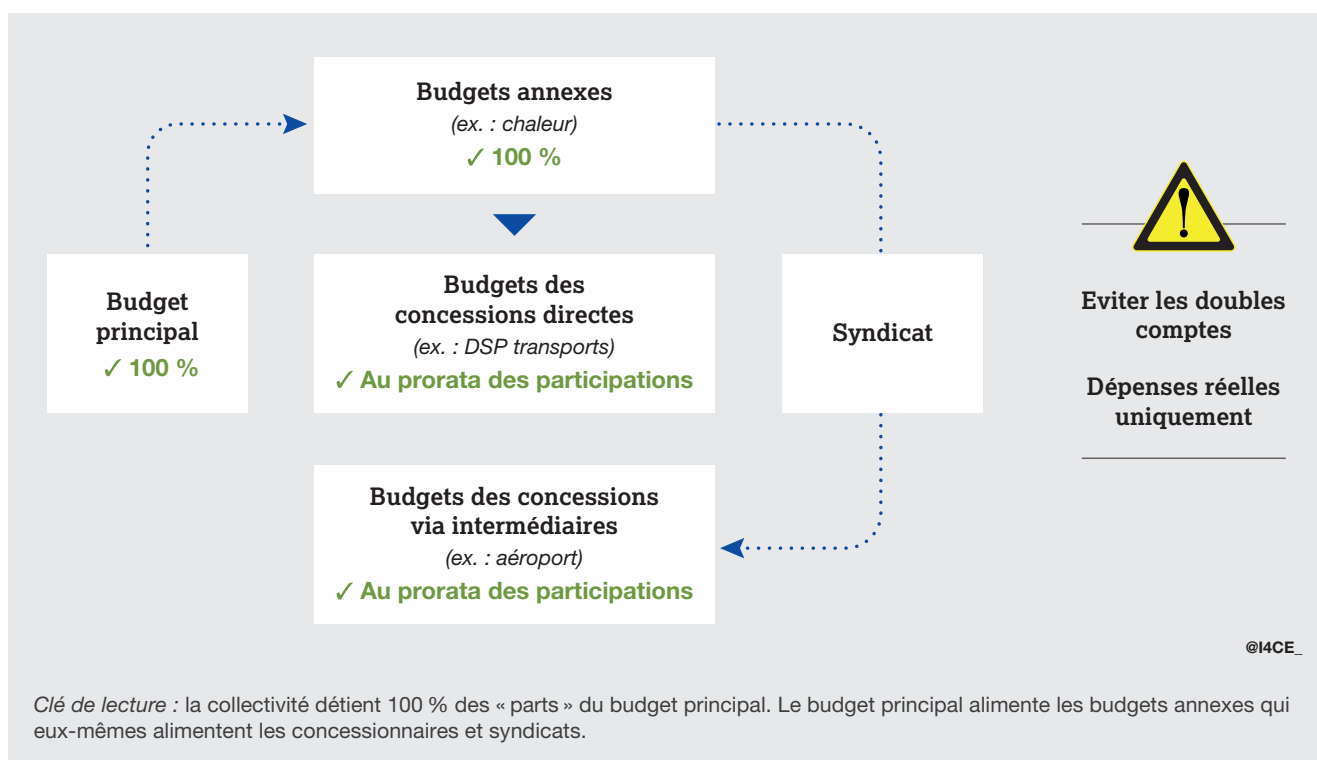 Budgets annexes
(ex. : chaleur)
✓ 100 %
Budget
principal
✓ 100 %
Budgets des
concessions directes
(ex. : DSP transports)
✓ Au prorata des participations
Syndicat
Budgets des concessions
via intermédiaires
(ex. : aéroport)
✓ Au prorata des participations
!
Eviter les doubles
comptes
Dépenses réelles
uniquement
@I4CE_
Clé de lecture : la collectivité détient 100 % des « parts » du budget principal. Le budget principal alimente les budgets annexes qui
eux-mêmes alimentent les concessionnaires et syndicats.